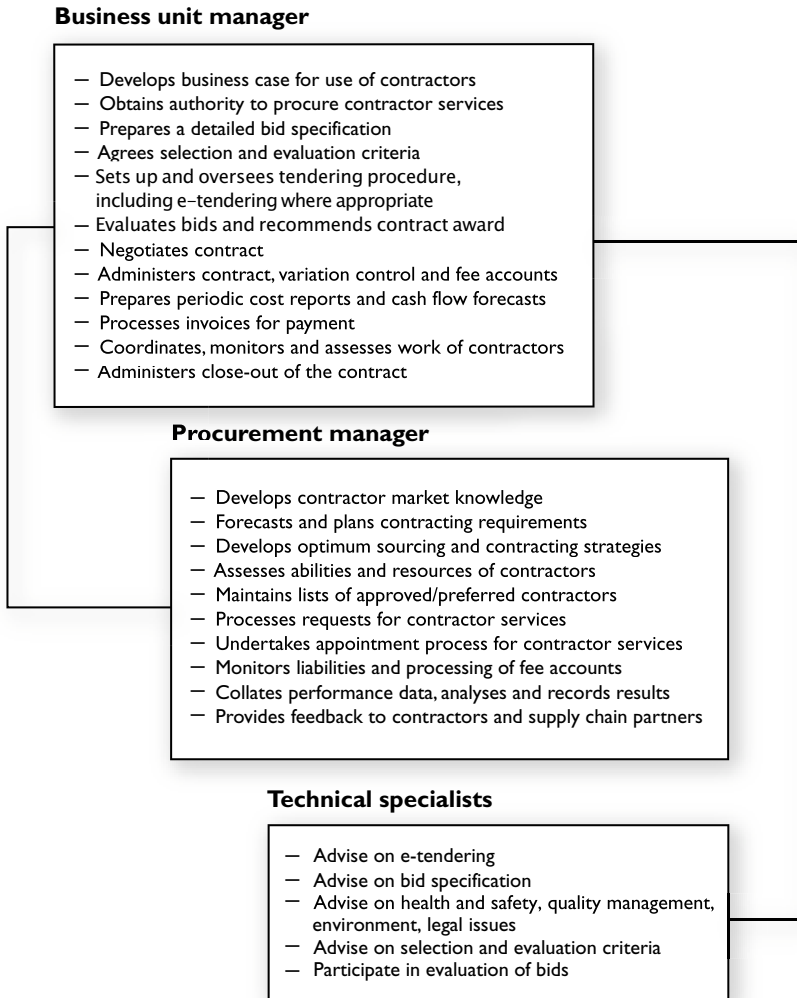 Business unit manager
— Develops business case for use of contractors
— Obtains authority to procure contractor services
— Prepares a detailed bid specification
— Agrees selection and evaluation criteria
— Sets up and oversees tendering procedure,
including e-tendering where appropriate
— Evaluates bids and recommends contract award
— Negotiates contract
— Administers contract, variation control and fee accounts
— Prepares periodic cost reports and cash flow forecasts
— Processes invoices for payment
— Coordinates, monitors and assesses work of contractors
— Administers close-out of the contract
Procurement manager
— Develops contractor market knowledge
— Forecasts and plans contracting requirements
— Develops optimum sourcing and contracting strategies
— Assesses abilities and resources of contractors
— Maintains lists of approved/preferred contractors
— Processes requests for contractor services
— Undertakes appointment process for contractor services
— Monitors liabilities and processing of fee accounts
— Collates performance data, analyses and records results
— Provides feedback to contractors and supply chain partners
Technical specialists
— Advise on e-tendering
— Advise on bid specification
— Advise on health and safety, quality management,
environment, legal issues
— Advise on selection and evaluation criteria
— Participate in evaluation of bids